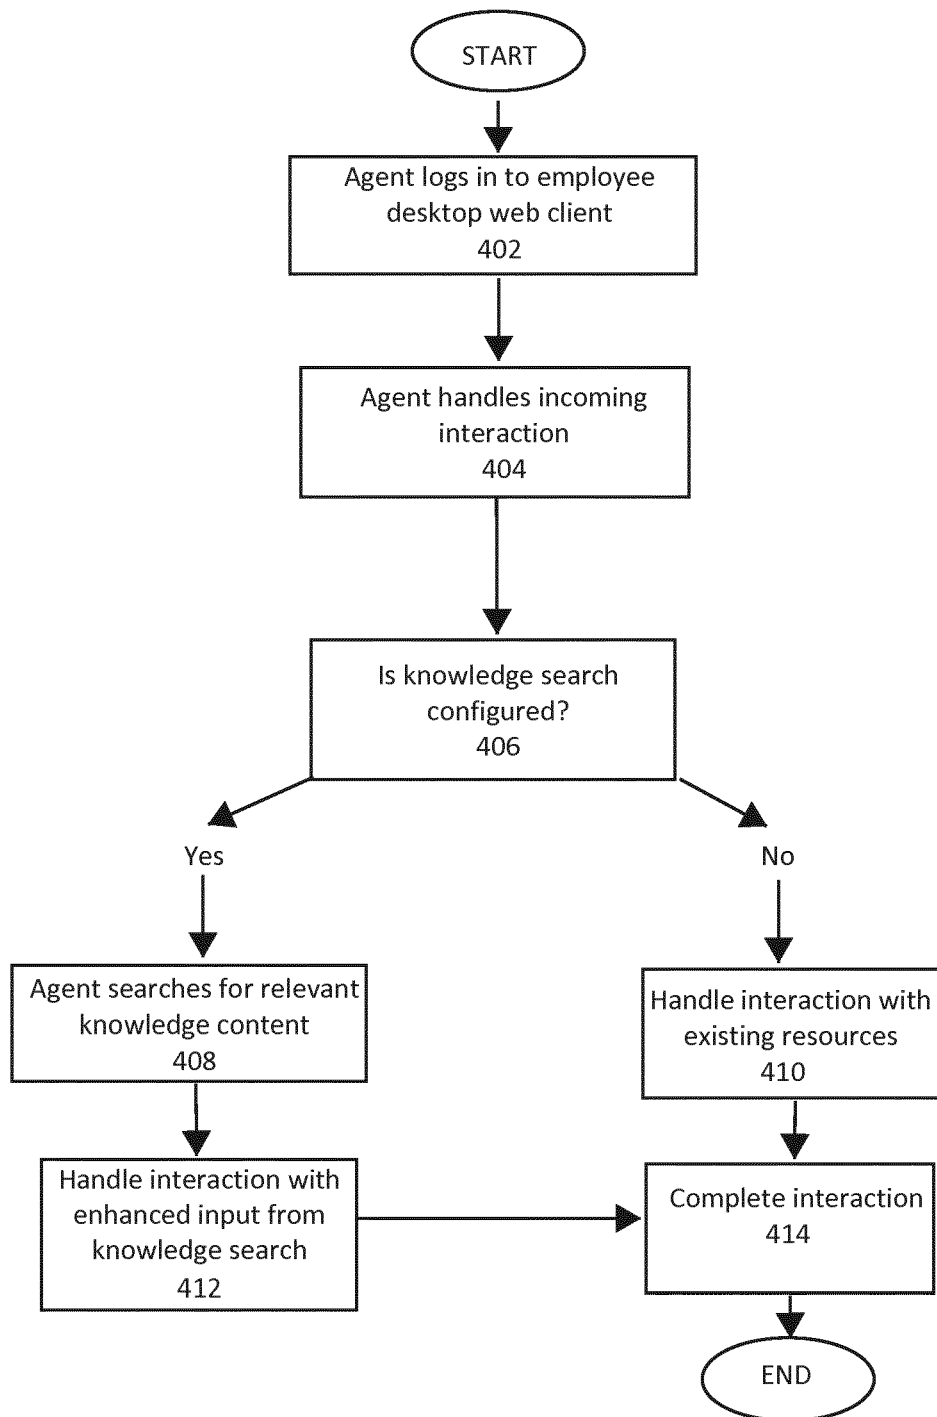 START
Agent logs in to employee
desktop web client
402
Agent handles incoming
interaction
404
Is knowledge search
configured?
406
Yes
No
Agent searches for relevant
knowledge content
408
Handle interaction with
existing resources
410
Handle interaction with
enhanced input from
knowledge search
412
Complete interaction
414
END